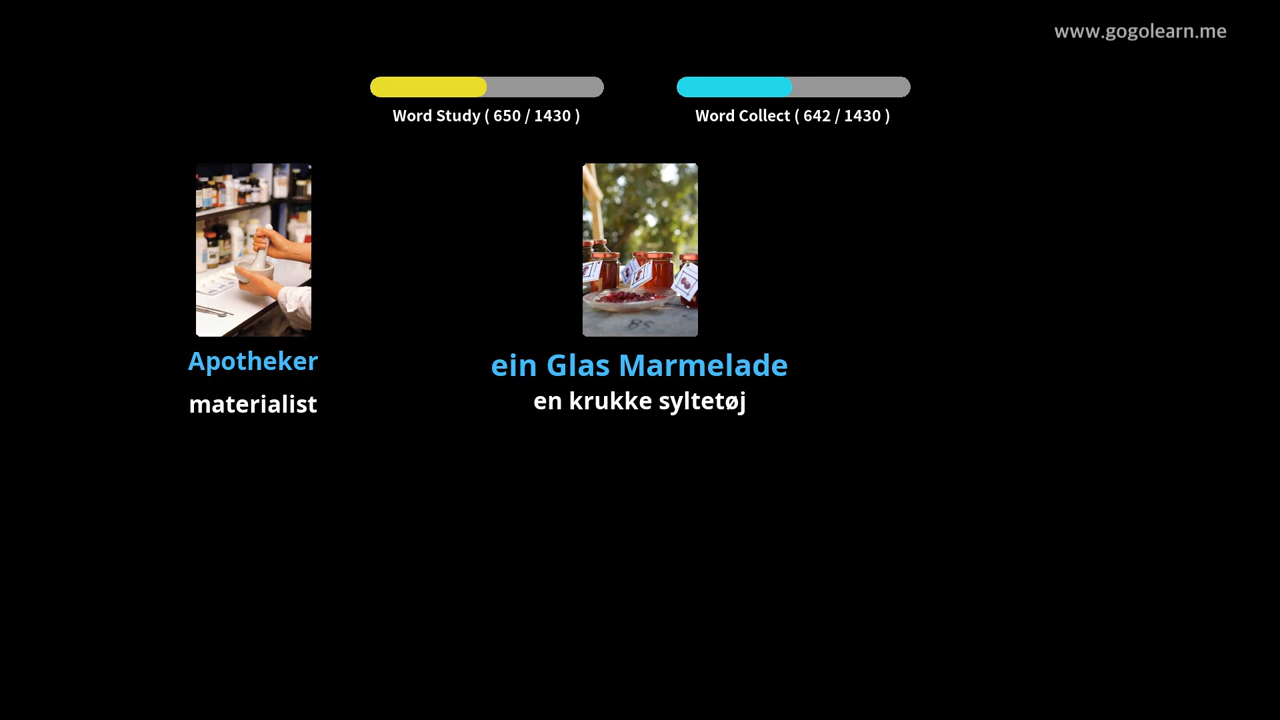 www.gogolearn.me
Word Study ( 650 / 1430 )
Word Collect ( 642 / 1430 )
Apotheker
materialist
ein Glas Marmelade
en krukke syltetøj